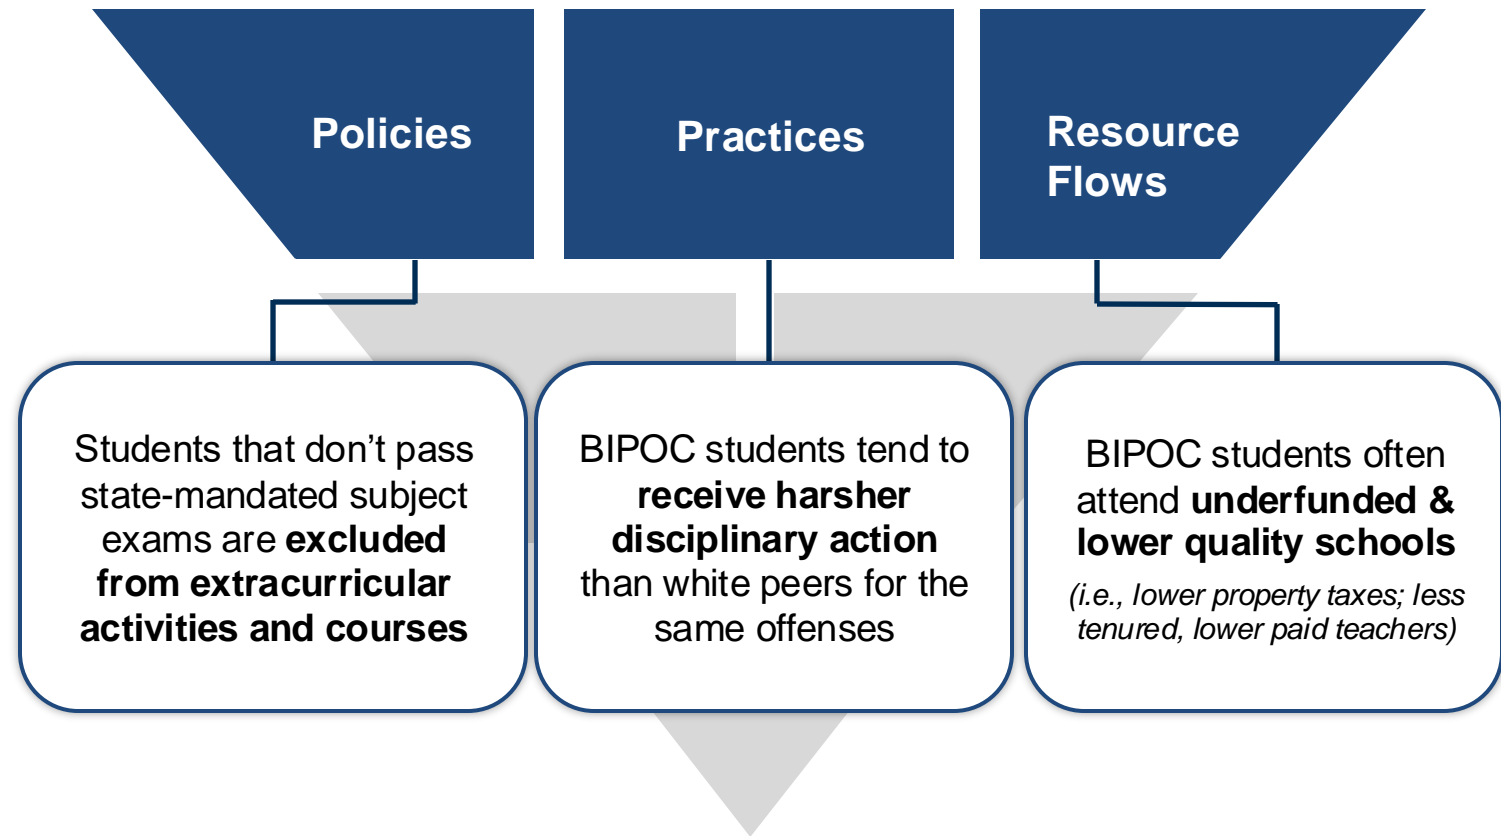 Policies
Practices
Resource
Flows
Students that don’t pass
state-mandated subject
exams are excluded
from extracurricular
activities and courses
BIPOC students tend to
receive harsher
disciplinary action
than white peers for the
same offenses
BIPOC students often
attend underfunded &
lower quality schools
(i.e., lower property taxes; less
tenured, lower paid teachers)